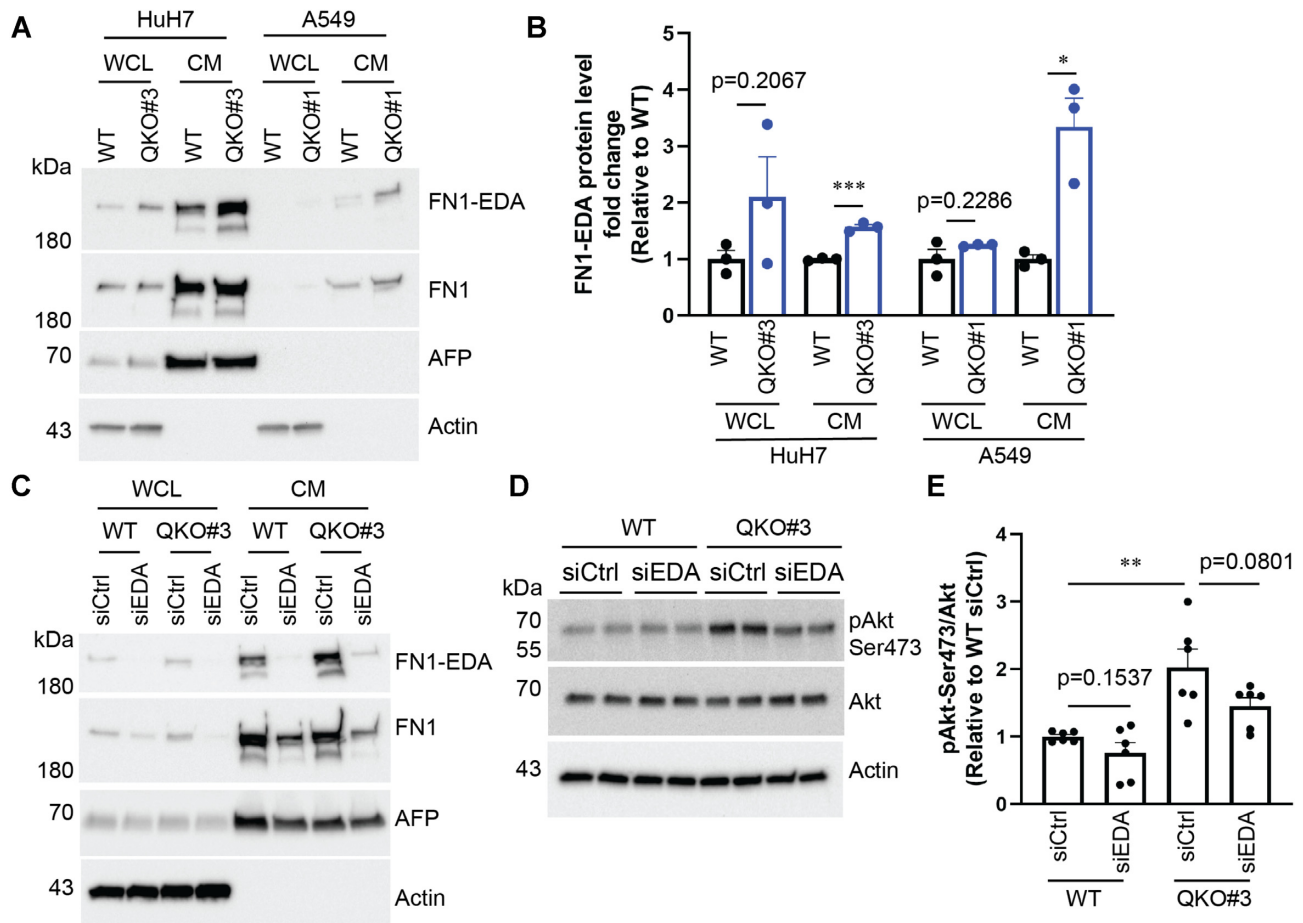 A
HuH7 A549
WCL CM WCL CM
WT QKO#3 WT QKO#3 WT QKO#1 WT QKO#1
kDa
FN1-EDA
180
FN1
180
70 AFP
43 Actin
B
FN1-EDA protein level
fold change
(Relative to WT)
5
4
3
2
1
0
p=0.2067
***
p=0.2286
*
WT QKO#3 WT QKO#3 WT QKO#1 WT QKO#1
WCL CM WCL CM
HuH7 A549
C
WCL CM
WT QKO#3 WT QKO#3
siCtrl siEDA siCtrl siEDA siCtrl siEDA siCtrl siEDA
kDa
FN1-EDA
180
FN1
180
70 AFP
43 Actin
D
WT QKO#3
siCtrl siEDA siCtrl siEDA
kDa
70 pAkt
55 Ser473
70 Akt
43 Actin
E
pAkt-Ser473/Akt
(Relative to WT siCtrl)
4
3
2
1
0
**
p=0.0801
p=0.1537
siCtrl siEDA siCtrl siEDA
WT QKO#3